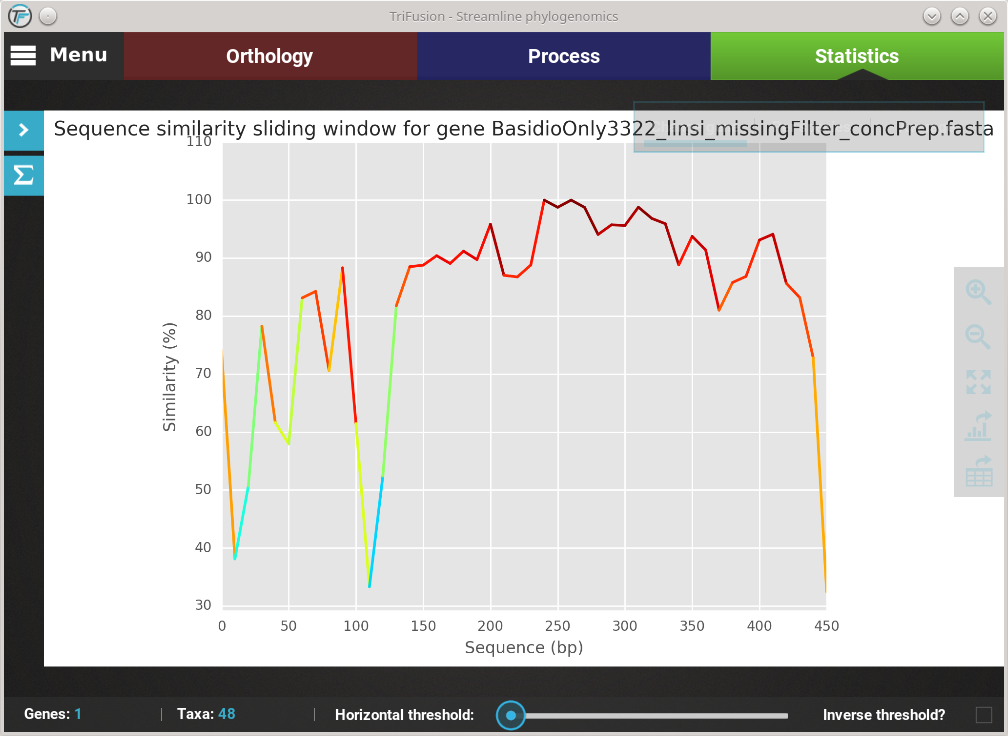 TriFusion - Streamline phylogenomics
TF
Menu
Orthology
Process
Statistics
Sequence similarity sliding window for gene BasidioOnly3322_linsi_missingFilter_concPrep.fasta
Σ
110
100
90
80
70
60
50
40
30
Similarity (%)
0 50 100 150 200 250 300 350 400 450
Sequence (bp)
Genes: 1
Taxa: 48
Horizontal threshold:
Inverse threshold?